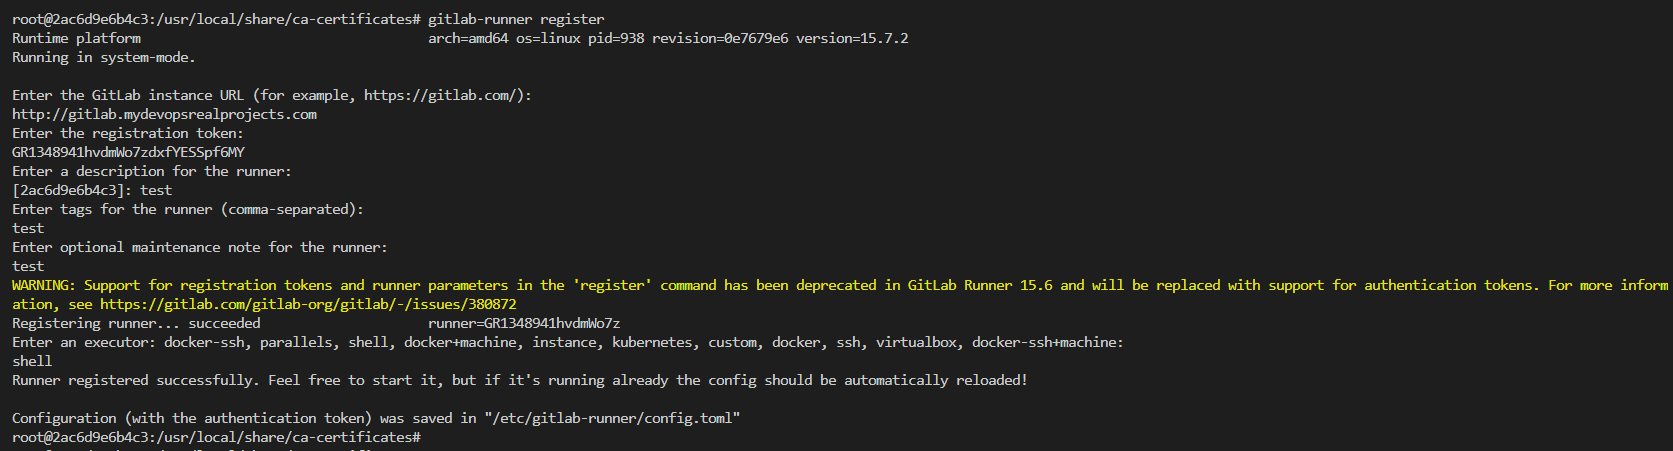 root@2ac6d9e6b4c3:/usr/local/share/ca-certificates# gitlab-runner register
Runtime platform                                    arch=amd64 os=linux pid=938 revision=0e7679e6 version=15.7.2
Running in system-mode.

Enter the GitLab instance URL (for example, https://gitlab.com/):
http://gitlab.mydevopsrealprojects.com
Enter the registration token:
GR1348941hvdmWo7zdxfYESSpf6MY
Enter a description for the runner:
[2ac6d9e6b4c3]: test
Enter tags for the runner (comma-separated):
test
Enter optional maintenance note for the runner:
test
WARNING: Support for registration tokens and runner parameters in the 'register' command has been deprecated in GitLab Runner 15.6 and will be replaced with support for authentication tokens. For more inform
ation, see https://gitlab.com/gitlab-org/gitlab/-/issues/380872
Registering runner... succeeded                     runner=GR1348941hvdmWo7z
Enter an executor: docker-ssh, parallels, shell, docker+machine, instance, kubernetes, custom, docker, ssh, virtualbox, docker-ssh+machine:
shell
Runner registered successfully. Feel free to start it, but if it's running already the config should be automatically reloaded!

Configuration (with the authentication token) was saved in "/etc/gitlab-runner/config.toml"
root@2ac6d9e6b4c3:/usr/local/share/ca-certificates#